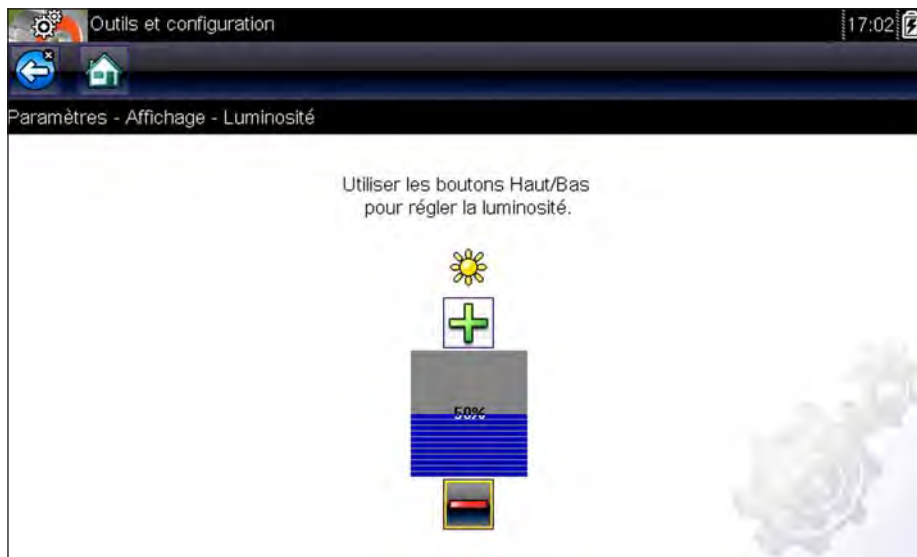 Outils et configuration
17:02
Paramètres - Affichage - Luminosité
Utiliser les boutons Haut/Bas
pour régler la luminosité.
50%